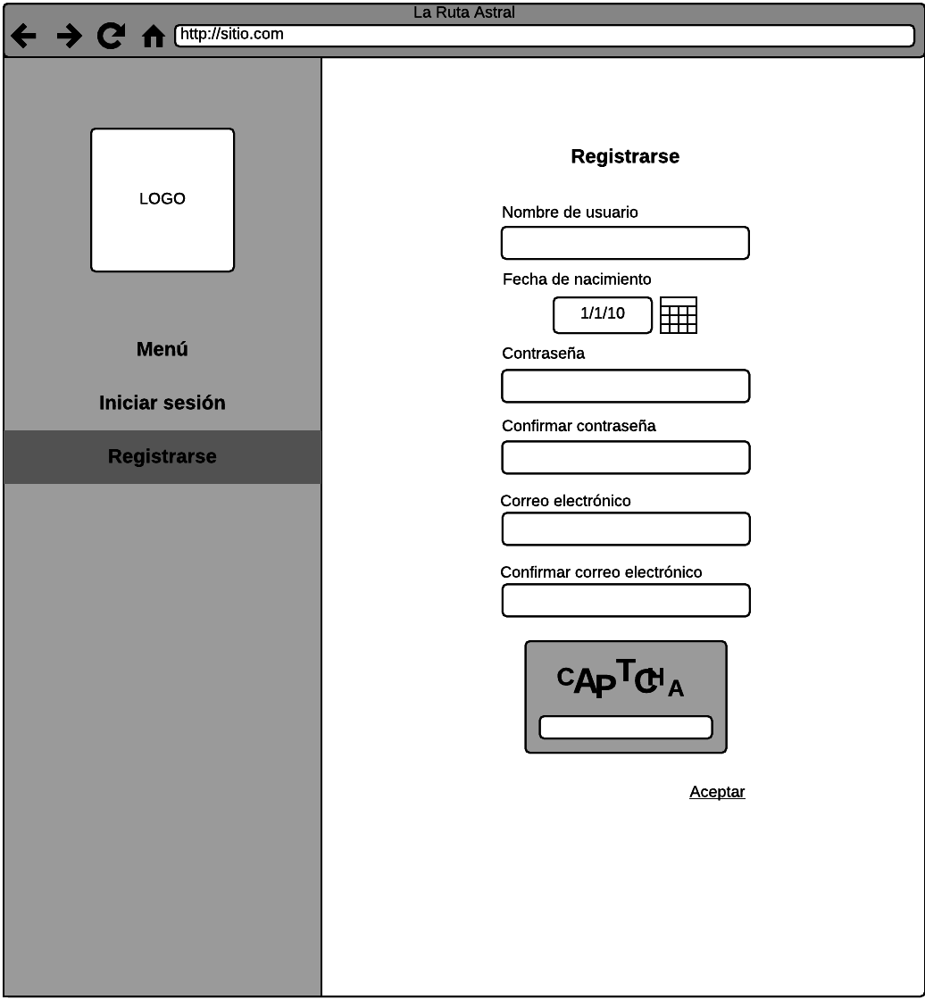 La Ruta Astral
http://sitio.com
LOGO
Menú
Iniciar sesión
Registrarse
Registrarse
Nombre de usuario
Fecha de nacimiento
1/1/10
Contraseña
Confirmar contraseña
Correo electrónico
Confirmar correo electrónico
CAPTCHA
Aceptar